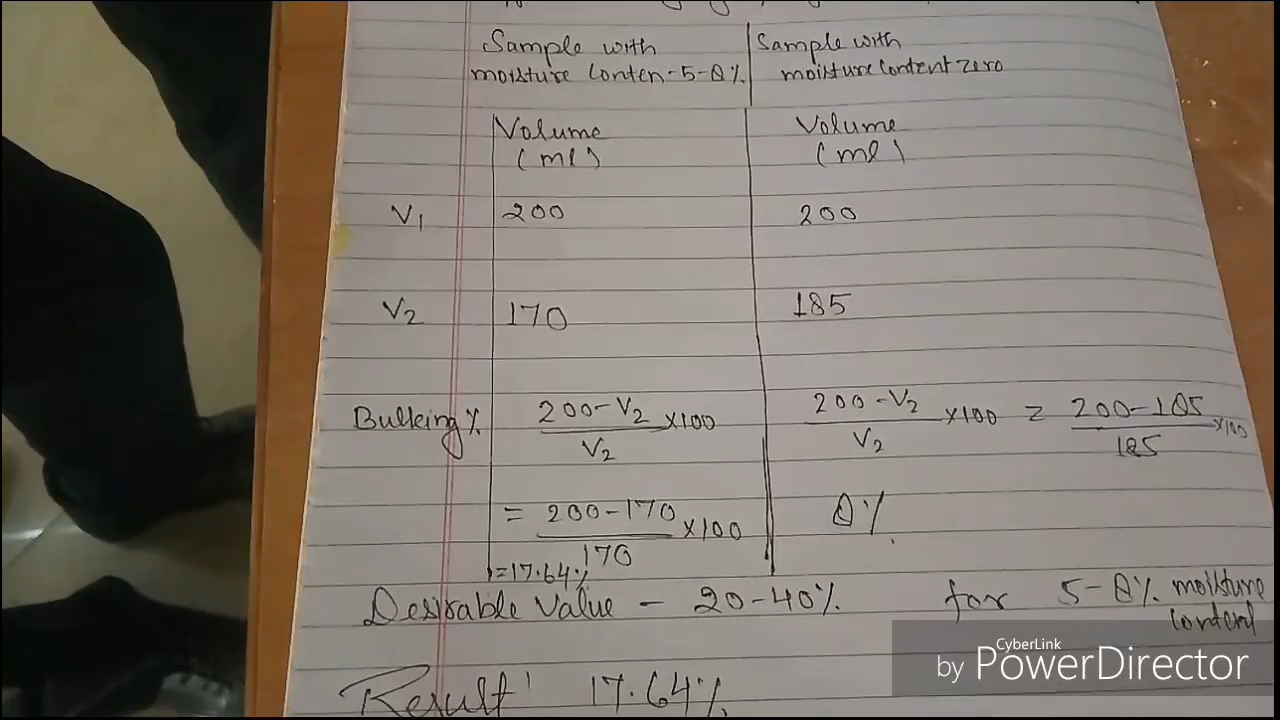 Sample with
moisture Conten-5-8%.
Sample with
moisture Content zero
Volume
(ml)
Volume
(ml)
V1 200 200
V2 170 185
Bulking % 200-V2 / V2 x100
200-V2 / V2 x100 = 200-185 / 185 x100
= 200-170 / 170 x100
8%.
=17.64%
Desirable value - 20-40%. for 5-8% moisture
content
Result 17.64%
CyberLink
by PowerDirector